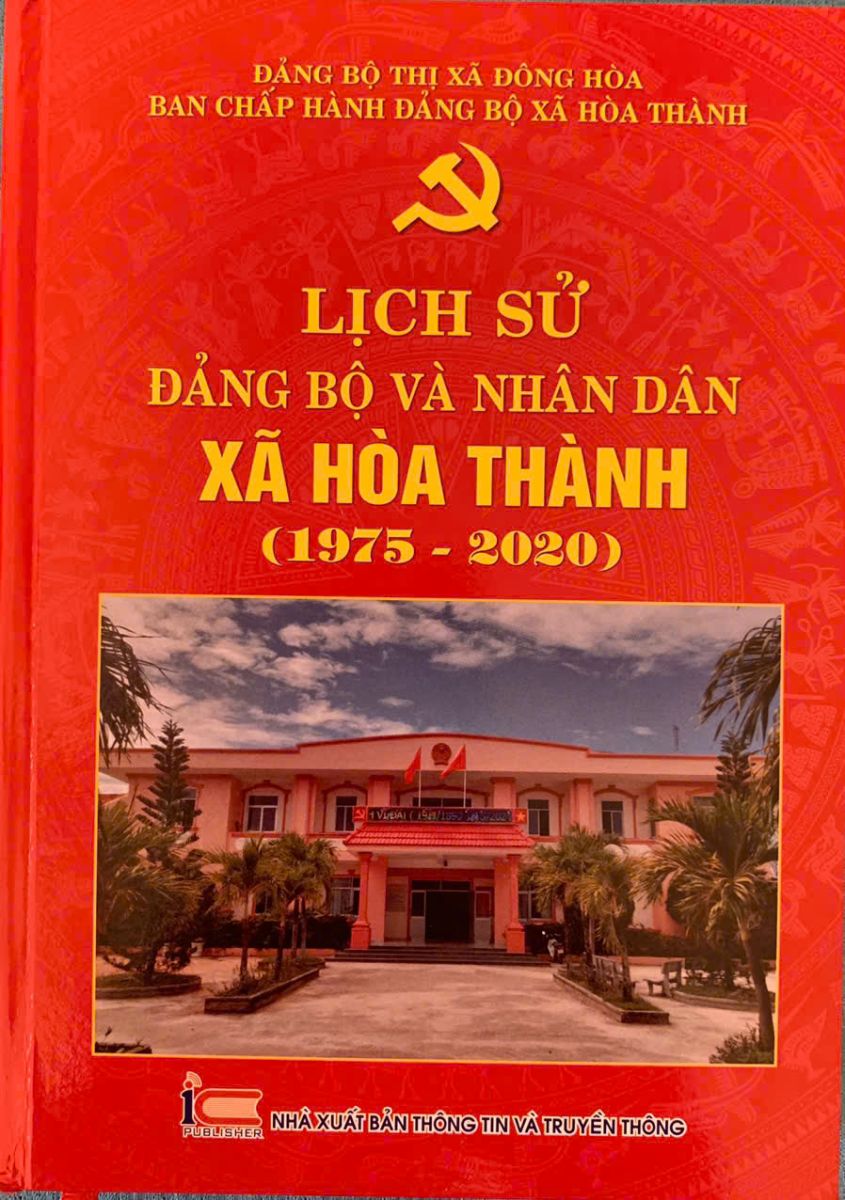 ĐẢNG BỘ THỊ XÃ ĐÔNG HÒA
BAN CHẤP HÀNH ĐẢNG BỘ XÃ HÒA THÀNH
LỊCH SỬ
ĐẢNG BỘ VÀ NHÂN DÂN
XÃ HÒA THÀNH
(1975 - 2020)
iC
PUBLISHER
NHÀ XUẤT BẢN THÔNG TIN VÀ TRUYỀN THÔNG